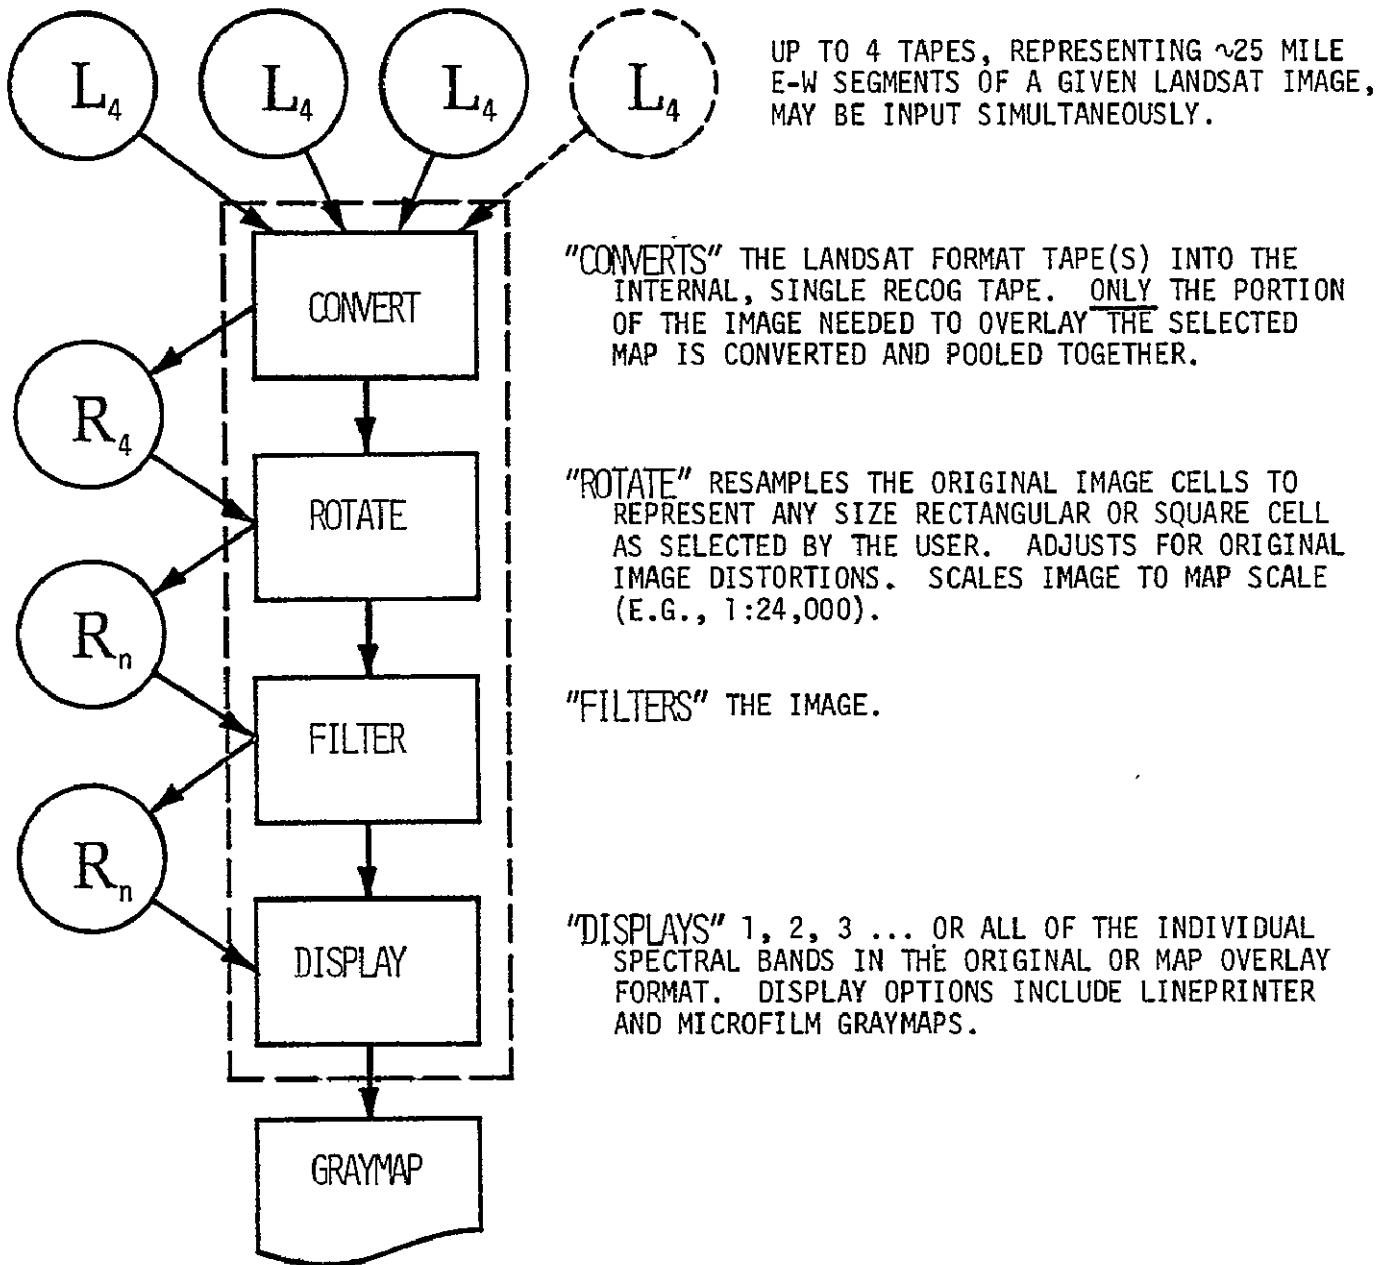 L4 L4 L4 L4
UP TO 4 TAPES, REPRESENTING ~25 MILE
E-W SEGMENTS OF A GIVEN LANDSAT IMAGE,
MAY BE INPUT SIMULTANEOUSLY.
CONVERT
"CONVERTS" THE LANDSAT FORMAT TAPE(S) INTO THE
INTERNAL, SINGLE RECOG TAPE. ONLY THE PORTION
OF THE IMAGE NEEDED TO OVERLAY THE SELECTED
MAP IS CONVERTED AND POOLED TOGETHER.
R4
ROTATE
"ROTATE" RESAMPLES THE ORIGINAL IMAGE CELLS TO
REPRESENT ANY SIZE RECTANGULAR OR SQUARE CELL
AS SELECTED BY THE USER. ADJUSTS FOR ORIGINAL
IMAGE DISTORTIONS. SCALES IMAGE TO MAP SCALE
(E.G., 1:24,000).
Rn
FILTER
"FILTERS" THE IMAGE.
Rn
DISPLAY
"DISPLAYS" 1, 2, 3 ... OR ALL OF THE INDIVIDUAL
SPECTRAL BANDS IN THE ORIGINAL OR MAP OVERLAY
FORMAT. DISPLAY OPTIONS INCLUDE LINEPRINTER
AND MICROFILM GRAYMAPS.
GRAYMAP